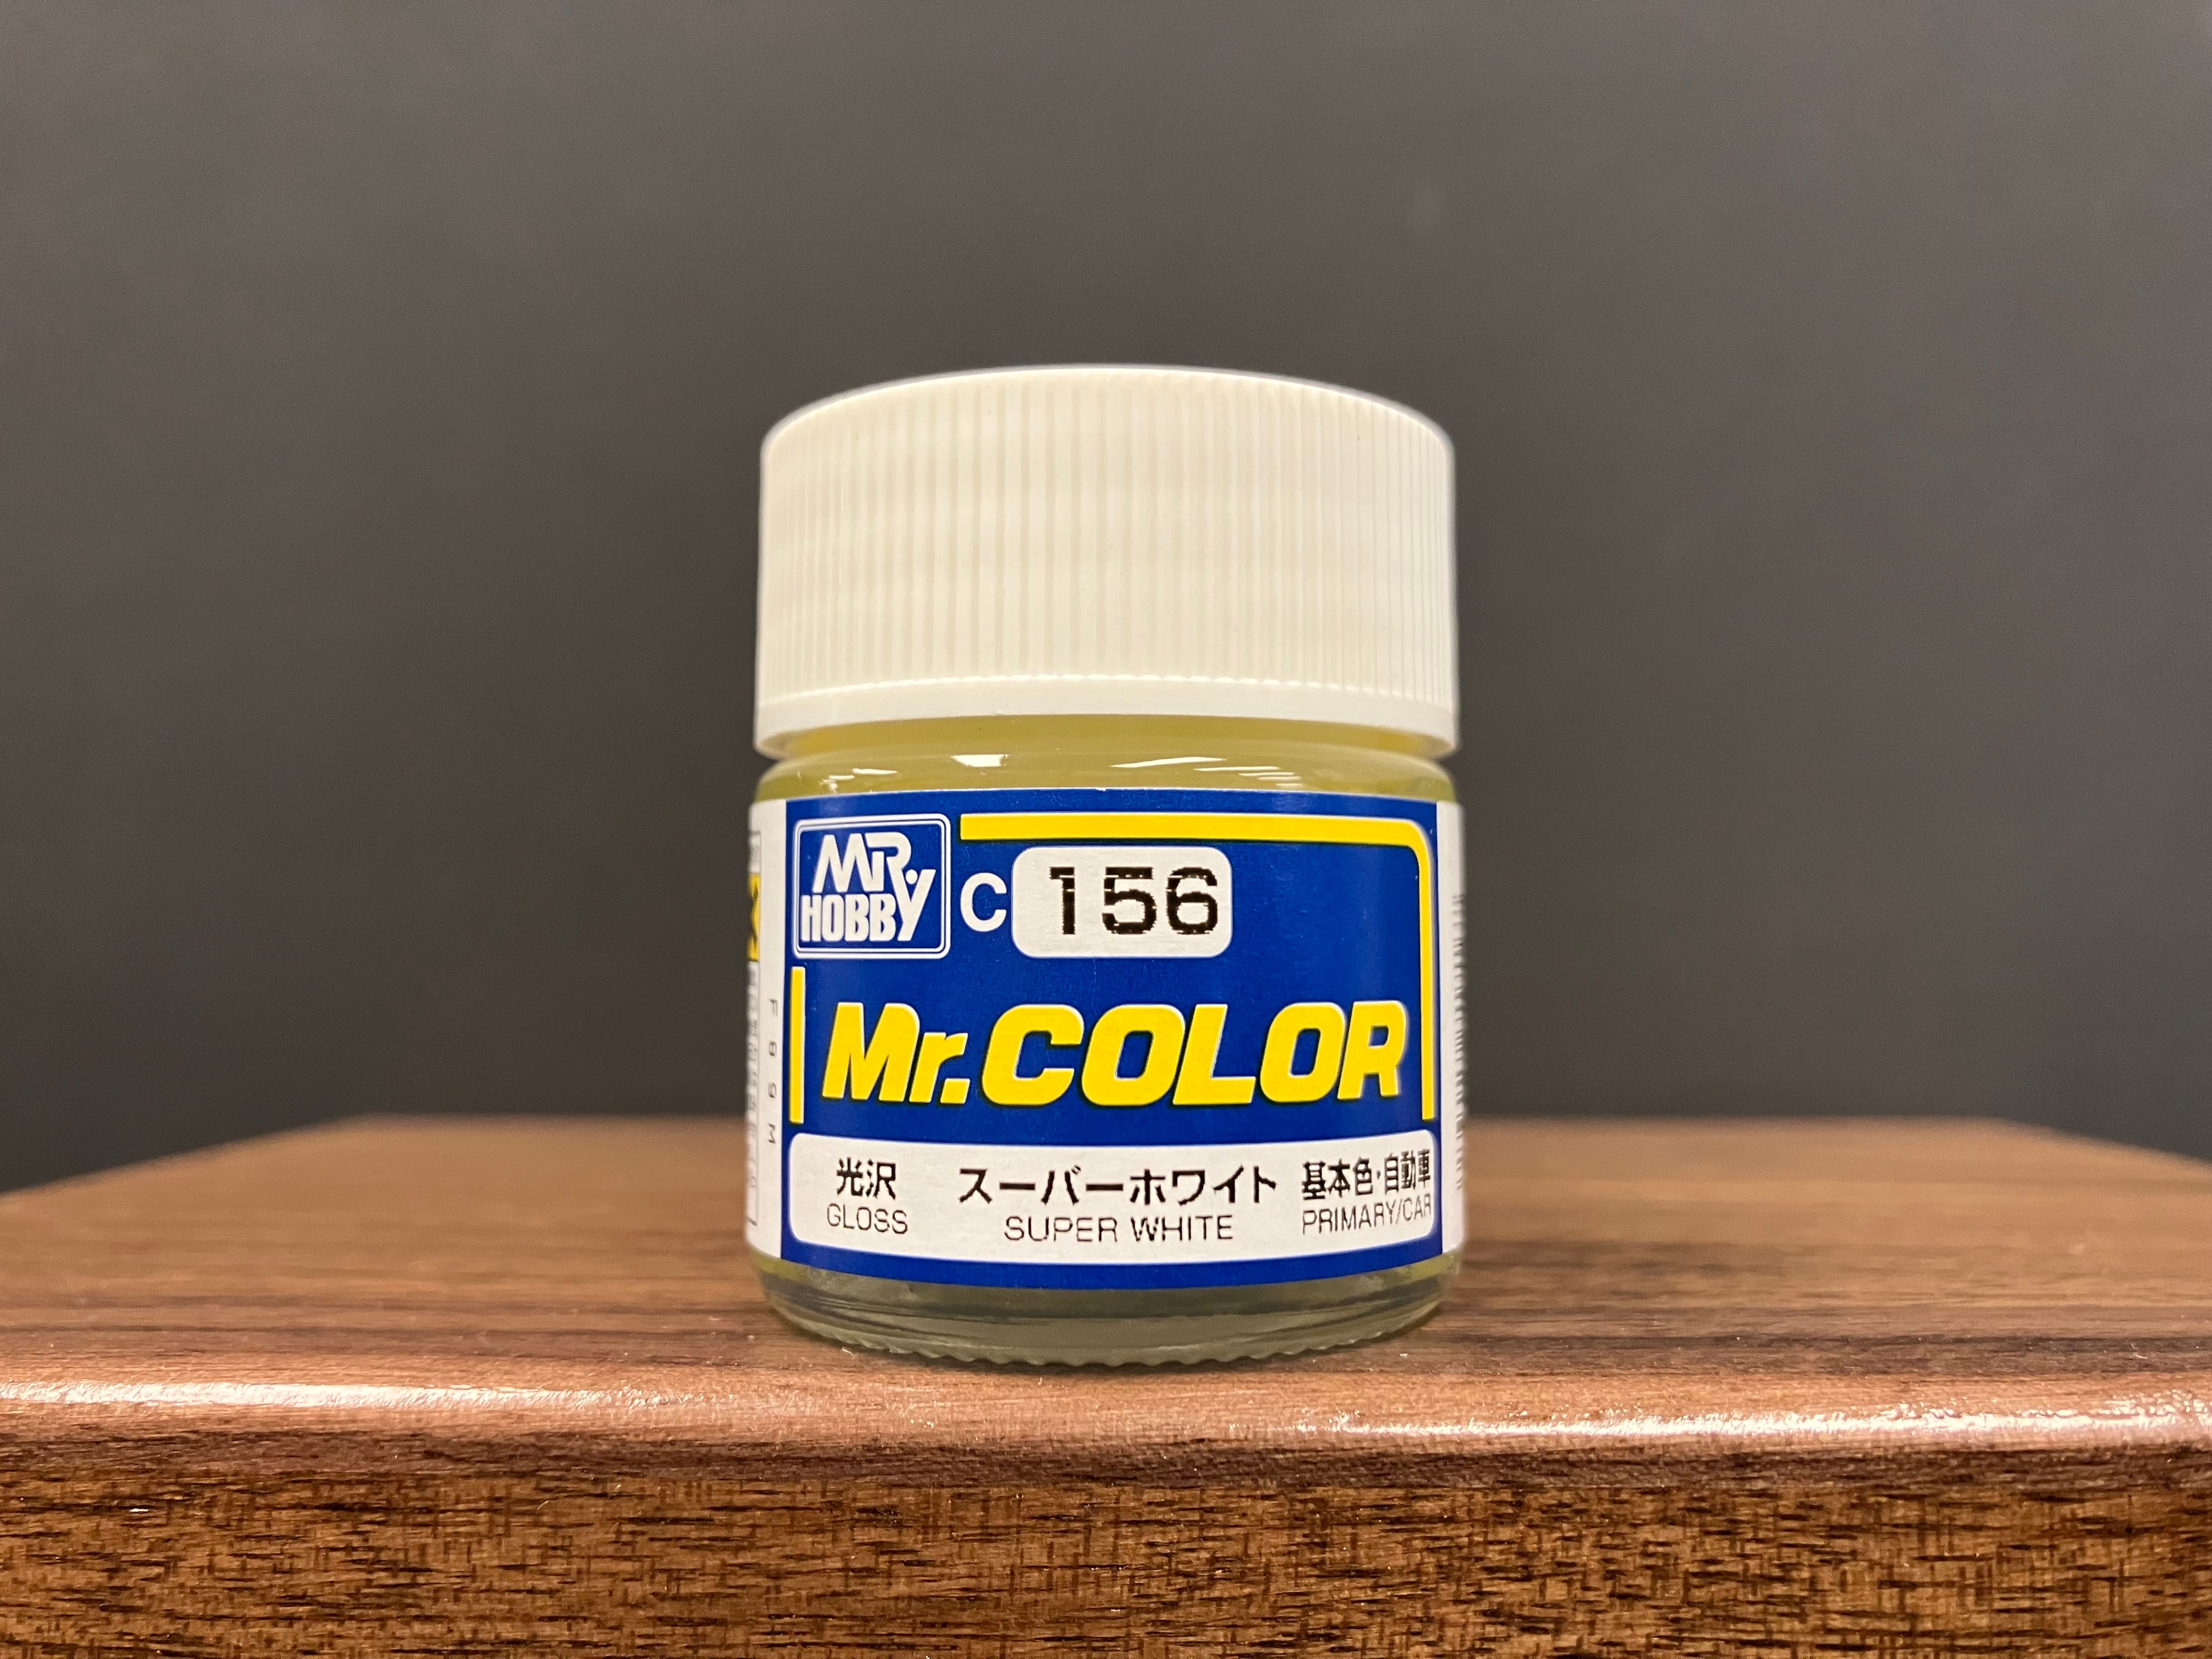 MR. HOBBY
C 156
Mr.COLOR
光沢 スーパーホワイト 基本色・自動車
GLOSS SUPER WHITE PRIMARY/CAR
F89M